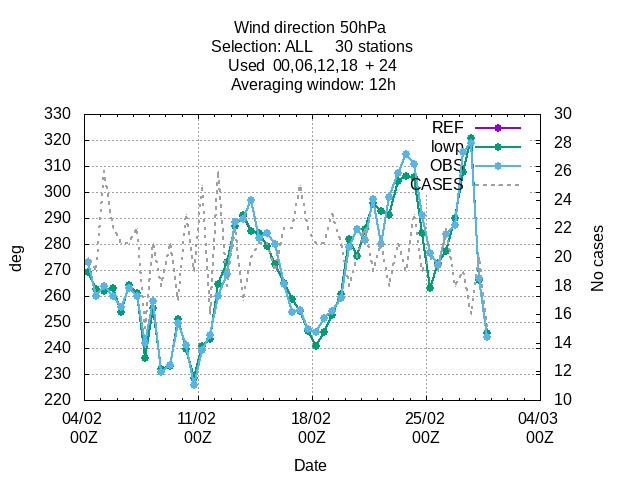 Wind direction 50hPa
Selection: ALL 30 stations
Used 00,06,12,18 + 24
Averaging window: 12h
330
320
310
300
290
280
270
260
250
240
230
220
deg
30
28
26
24
22
20
18
16
14
12
10
No cases
REF
lowp
OBS
CASES
04/02 11/02 18/02 25/02 04/03
00Z 00Z 00Z 00Z 00Z
Date